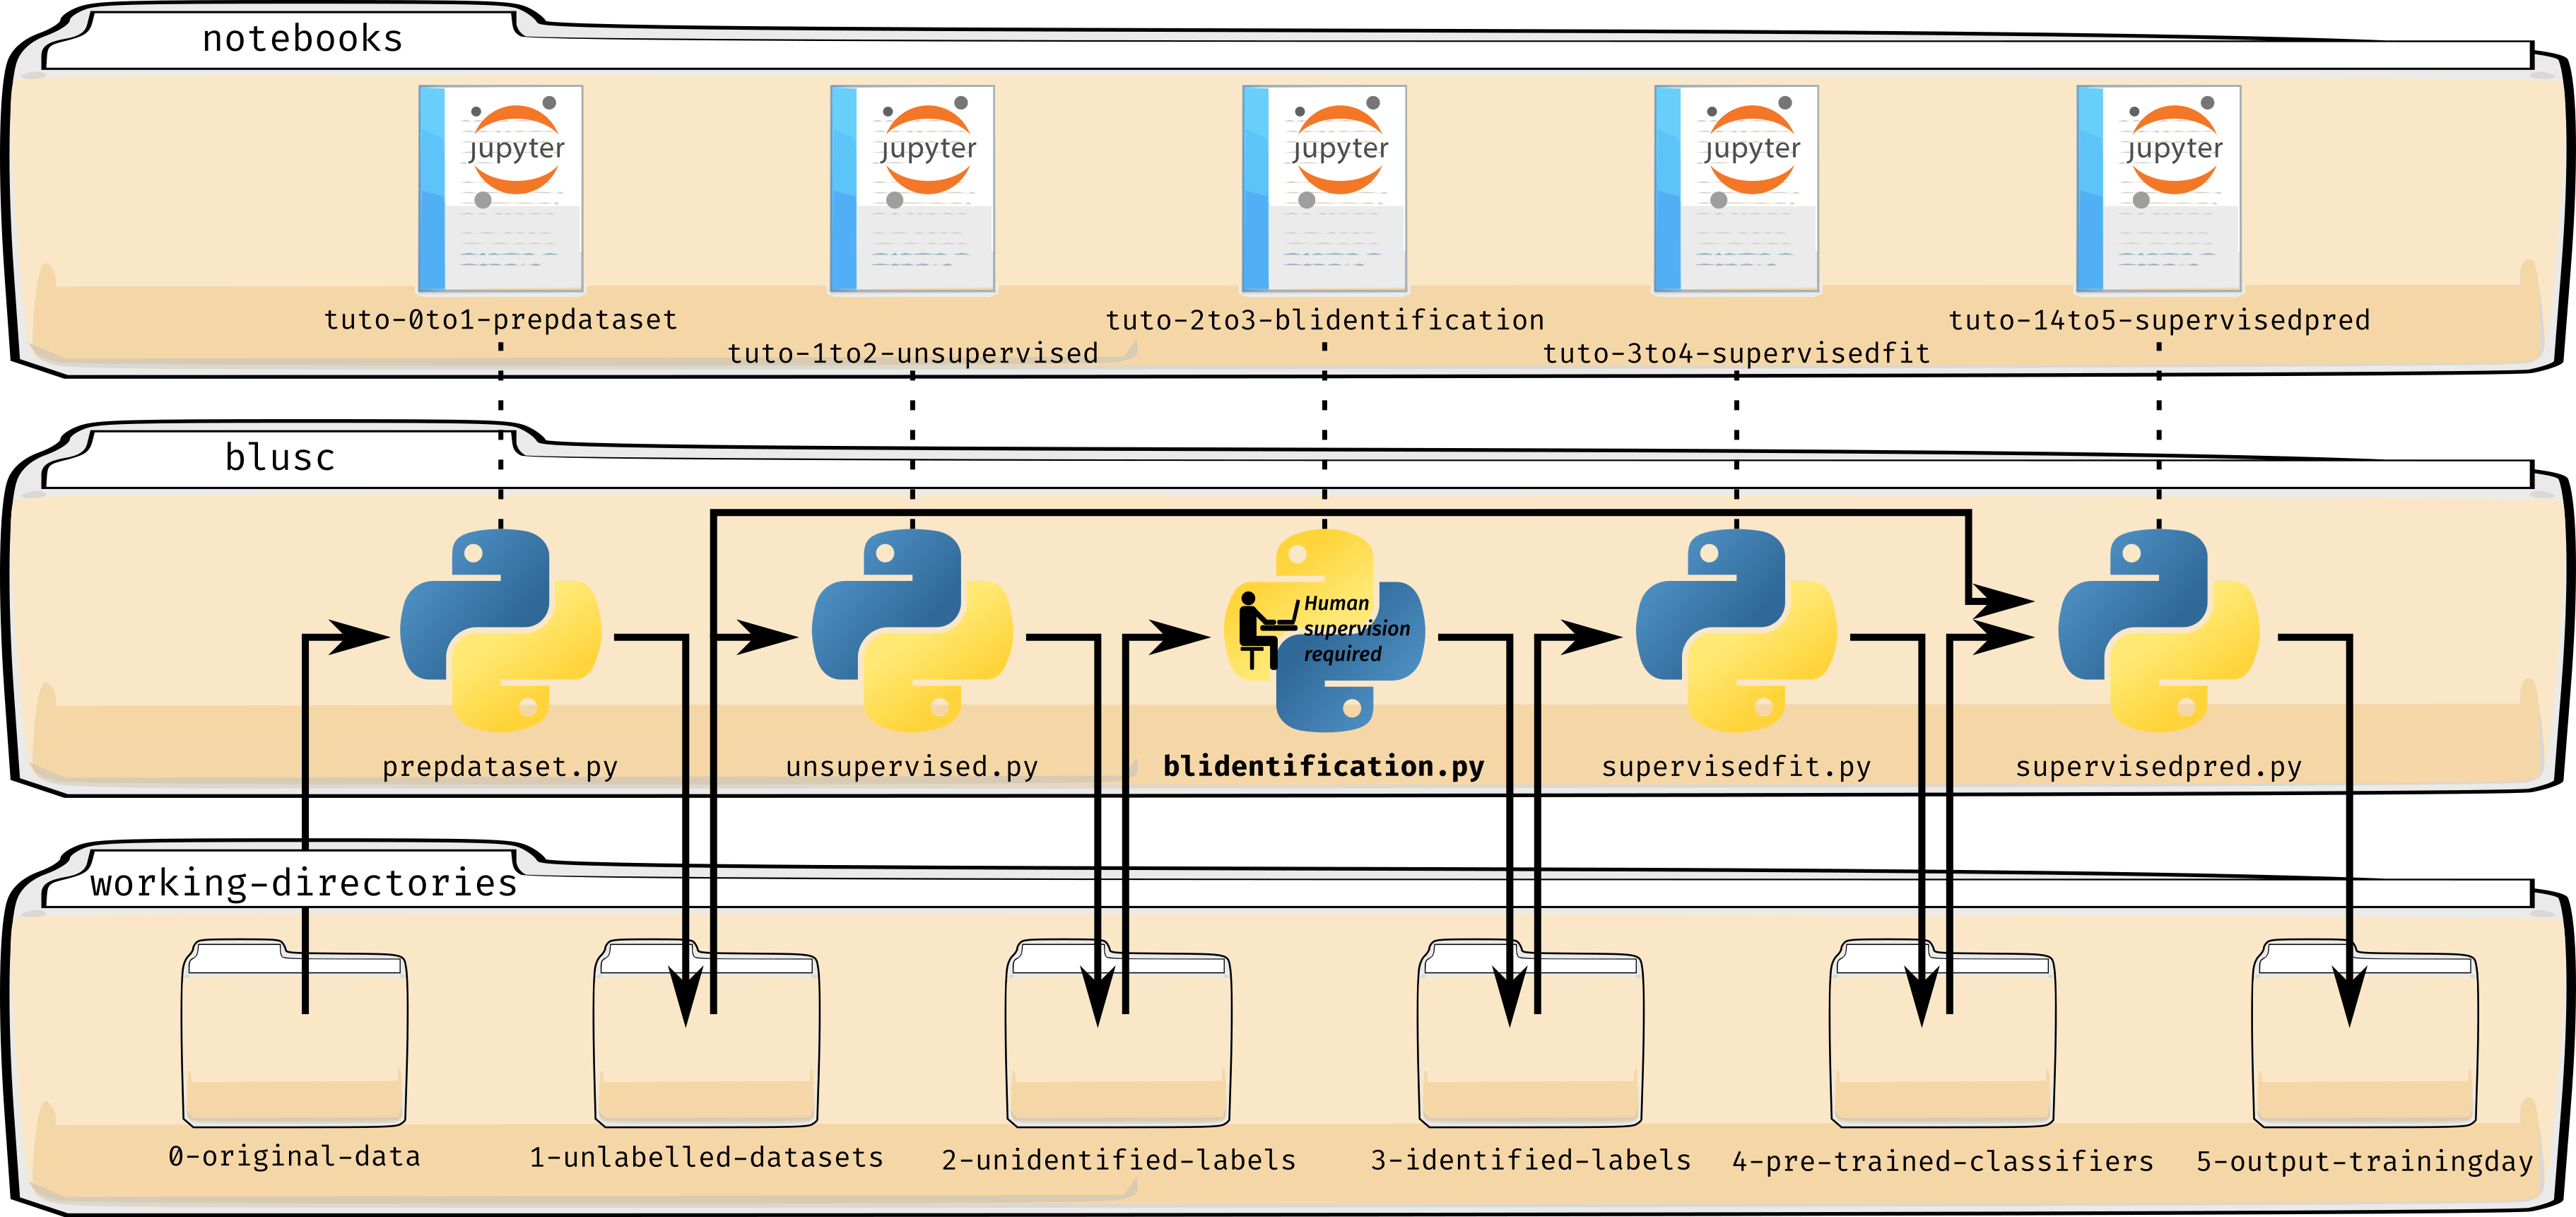 notebooks
jupyter
jupyter
jupyter
jupyter
jupyter
tuto-0to1-prepdataset
tuto-1to2-unsupervised
tuto-2to3-blidentification
tuto-3to4-supervisedfit
tuto-14to5-supervisedpred
blusc
Human
supervision
required
prepdataset.py
unsupervised.py
blidentification.py
supervisedfit.py
supervisedpred.py
working-directories
0-original-data
1-unlabelled-datasets
2-unidentified-labels
3-identified-labels
4-pre-trained-classifiers
5-output-trainingday